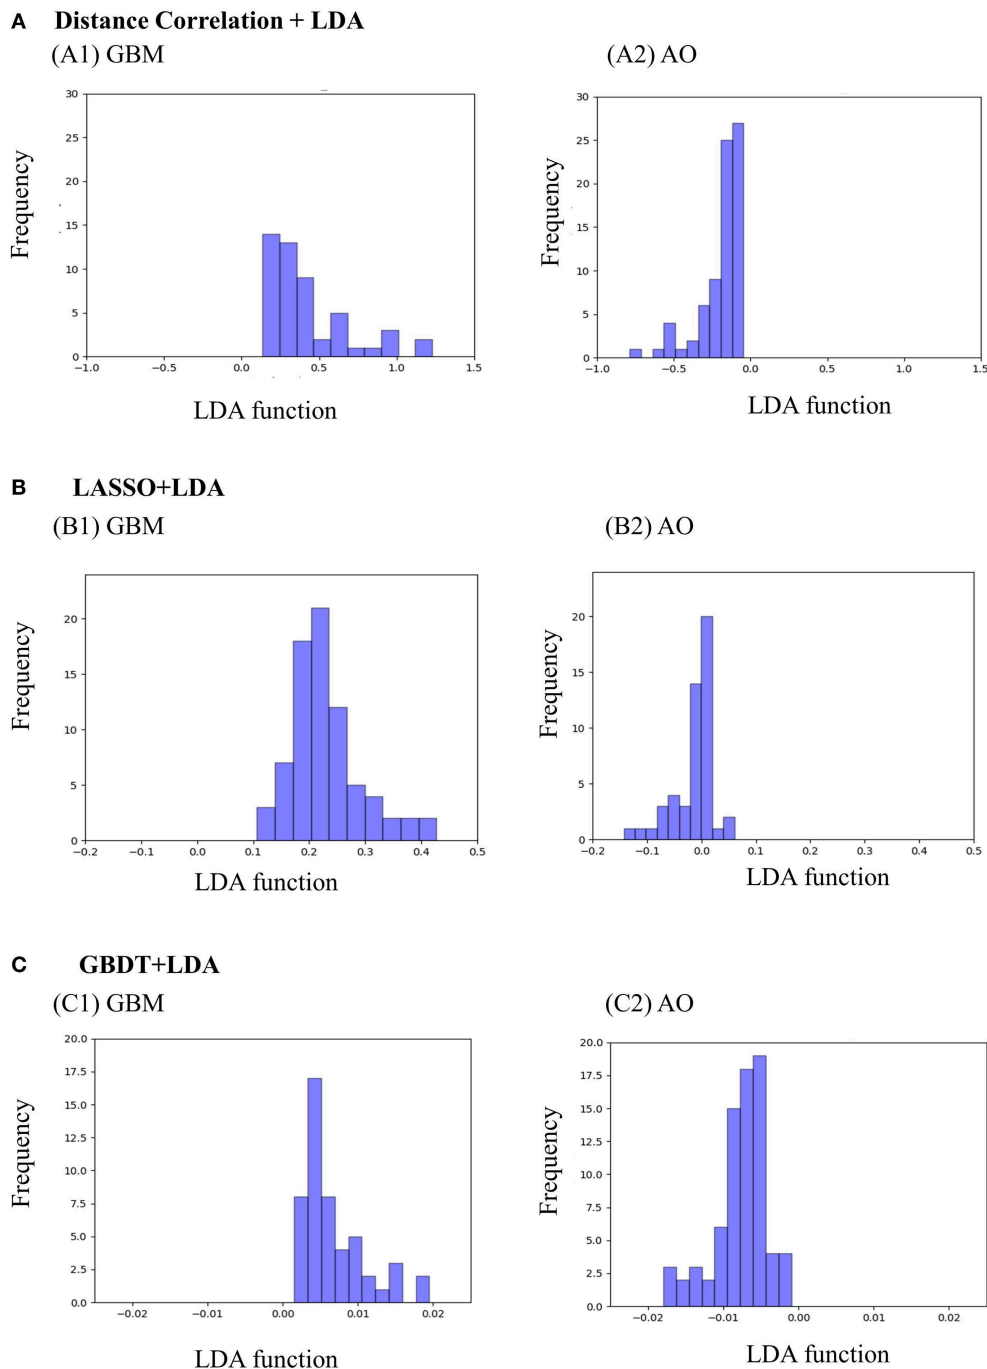 A Distance Correlation + LDA
(A1) GBM (A2) AO
30 30
25 25
20 20
15 15
10 10
5 5
0 0
Frequency Frequency
−1.0 −0.5 0.0 0.5 1.0 1.5 −1.0 −0.5 0.0 0.5 1.0 1.5
LDA function LDA function
B LASSO+LDA
(B1) GBM (B2) AO
20 20
15 15
10 10
5 5
0 0
Frequency Frequency
−0.2 −0.1 0.0 0.1 0.2 0.3 0.4 0.5 −0.2 −0.1 0.0 0.1 0.2 0.3 0.4 0.5
LDA function LDA function
C GBDT+LDA
(C1) GBM (C2) AO
20.0 20.0
17.5 17.5
15.0 15.0
12.5 12.5
10.0 10.0
7.5 7.5
5.0 5.0
2.5 2.5
0.0 0.0
Frequency Frequency
−0.02 −0.01 0.00 0.01 0.02 −0.02 −0.01 0.00 0.01 0.02
LDA function LDA function